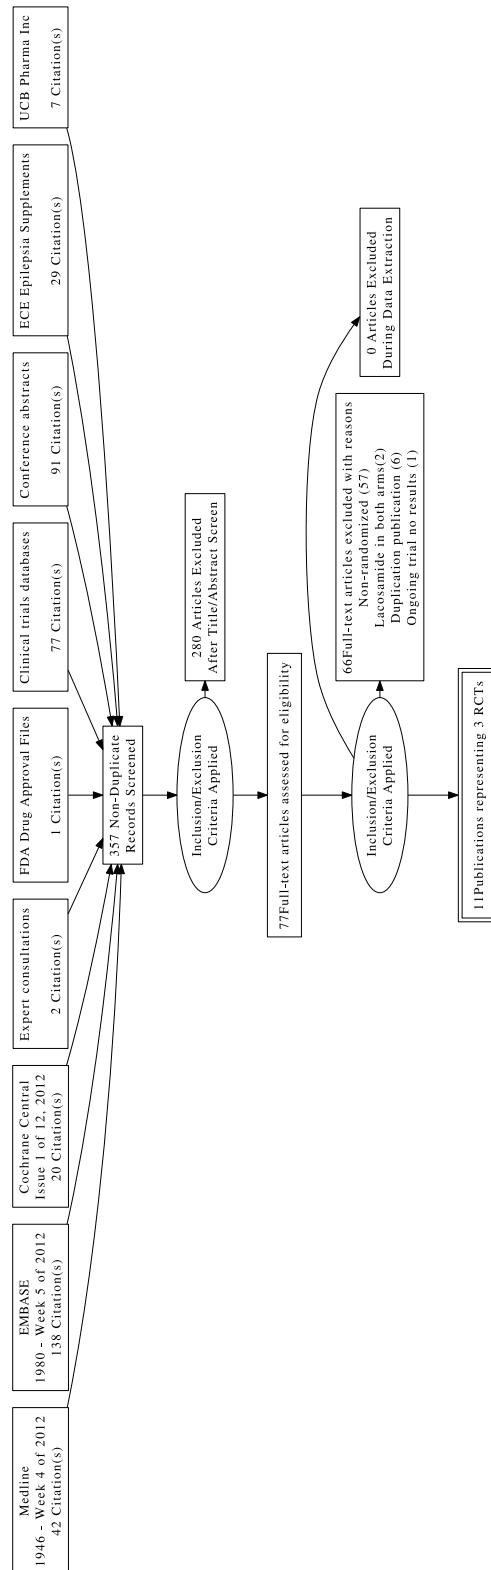 Medline
1946 - Week 4 of 2012
42 Citation(s)
EMBASE
1980 - Week 5 of 2012
138 Citation(s)
Cochrane Central
Issue 1 of 12, 2012
20 Citation(s)
Expert consultations
2 Citation(s)
FDA Drug Approval Files
1 Citation(s)
Clinical trials databases
77 Citation(s)
Conference abstracts
91 Citation(s)
ECE Epilepsia Supplements
29 Citation(s)
UCB Pharma Inc
7 Citation(s)
357 Non-Duplicate
Records Screened
Inclusion/Exclusion
Criteria Applied
280 Articles Excluded
After Title/Abstract Screen
77Full-text articles assessed for eligibility
Inclusion/Exclusion
Criteria Applied
66Full-text articles excluded with reasons
Non-randomized (57)
Lacosamide in both arms(2)
Duplication publication (6)
Ongoing trial no results (1)
0 Articles Excluded
During Data Extraction
11Publications representing 3 RCTs